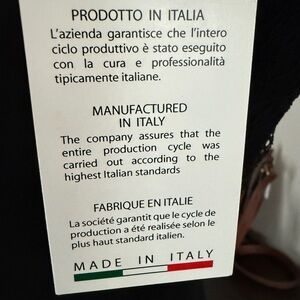 PRODOTTO IN ITALIA
L'azienda garantisce che l'intero
ciclo produttivo è stato eseguito
con la cura e professionalità
tipicamente italiane.
MANUFACTURED
IN ITALY
The company assures that the
entire production cycle was
carried out according to the
highest Italian standards
FABRIQUE EN ITALIE
La société garantit que le cycle de
production a été realisée selon le
plus haut standard italien.
MADE IN ITALY